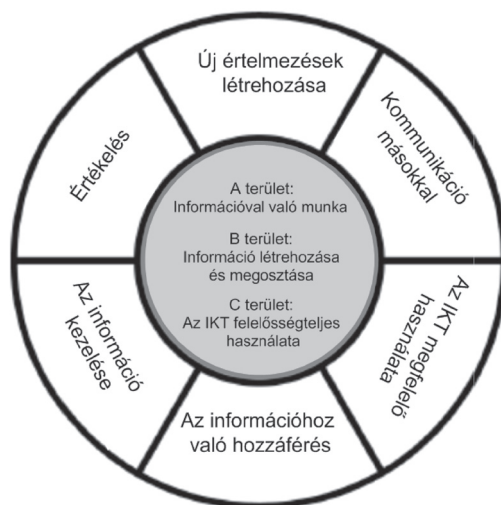 Új értelmezések
létrehozása
Kommunikáció
másokkal
Az IKT megfelelő
használata
Az információhoz
való hozzáférés
Az információ
kezelése
Értékelés
A terület:
Információval való munka
B terület:
Információ létrehozása
és megosztása
C terület:
Az IKT felelősségteljes
használata